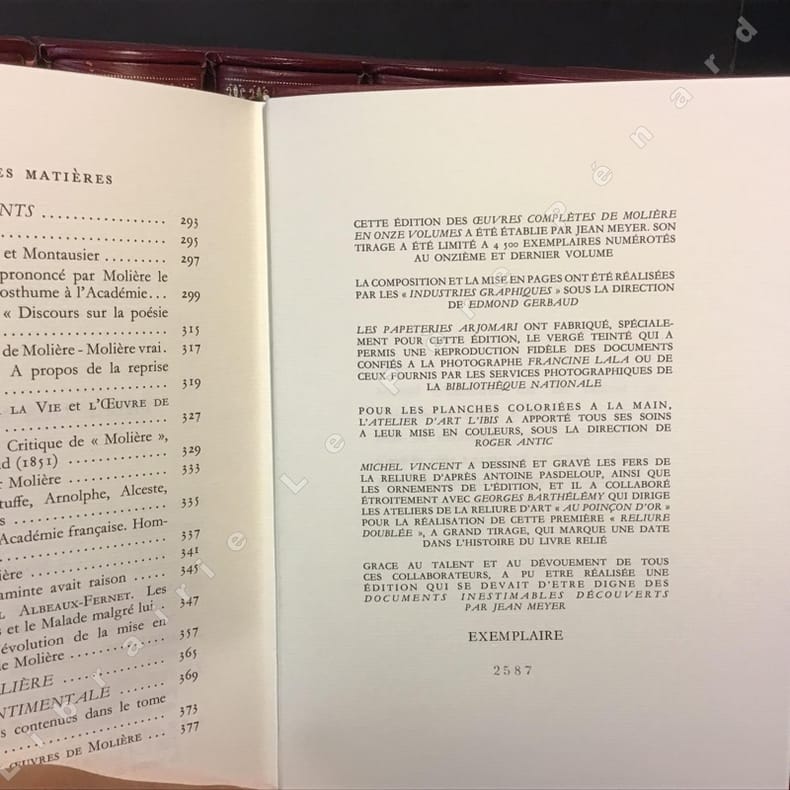 ES MATIÈRES
NTS ................ 293
................ 295
et Montausier .......... 297
prononcé par Molière le
osthume à l'Académie... 299
« Discours sur la poésie
................ 315
de Molière - Molière vrai. 317
A propos de la reprise
................ 319
LA VIE et L'ŒUVRE DE
................ 327
Critique de « Molière »,
d (1851) ............ 329
r Molière ............ 333
tuffe, Arnolphe, Alceste,
s ................ 335
Académie française. Hom-
................ 337
ière ................ 341
aminte avait raison ..... 345
ALBEAUX-FERNET. Les
s et le Malade malgré lui.. 347
évolution de la mise en
e Molière ............ 357
LIÈRE ............ 365
NTIMENTALE ....... 369
s contenues dans le tome
................ 373
ŒUVRES DE MOLIÈRE ... 377
CETTE ÉDITION DES ŒUVRES COMPLÈTES DE MOLIÈRE
EN ONZE VOLUMES A ÉTÉ ÉTABLIE PAR JEAN MEYER. SON
TIRAGE A ÉTÉ LIMITÉ A 4 500 EXEMPLAIRES NUMÉROTÉS
AU ONZIÈME ET DERNIER VOLUME
LA COMPOSITION ET LA MISE EN PAGES ONT ÉTÉ RÉALISÉES
PAR LES « INDUSTRIES GRAPHIQUES » SOUS LA DIRECTION
DE EDMOND GERBAUD
LES PAPETERIES ARJOMARI ONT FABRIQUÉ, SPÉCIALE-
MENT POUR CETTE ÉDITION, LE VERGÉ TEINTÉ QUI A
PERMIS UNE REPRODUCTION FIDÈLE DES DOCUMENTS
CONFIÉS A LA PHOTOGRAPHE FRANCINE LALA OU DE
CEUX FOURNIS PAR LES SERVICES PHOTOGRAPHIQUES DE
LA BIBLIOTHÈQUE NATIONALE
POUR LES PLANCHES COLORIÉES A LA MAIN,
L'ATELIER D'ART L'IBIS A APPORTÉ TOUS SES SOINS
A LEUR MISE EN COULEURS, SOUS LA DIRECTION DE
ROGER ANTIC
MICHEL VINCENT A DESSINÉ ET GRAVÉ LES FERS DE
LA RELIURE D'APRÈS ANTOINE PASDELOUP, AINSI QUE
LES ORNEMENTS DE L'ÉDITION, ET IL A COLLABORÉ
ÉTROITEMENT AVEC GEORGES BARTHÉLÉMY QUI DIRIGE
LES ATELIERS DE LA RELIURE D'ART « AU POINÇON D'OR »
POUR LA RÉALISATION DE CETTE PREMIÈRE « RELIURE
DOUBLÉE », A GRAND TIRAGE, QUI MARQUE UNE DATE
DANS L'HISTOIRE DU LIVRE RELIÉ
GRACE AU TALENT ET AU DÉVOUEMENT DE TOUS
CES COLLABORATEURS, A PU ETRE RÉALISÉE UNE
ÉDITION QUI SE DEVAIT D'ETRE DIGNE DES
DOCUMENTS INESTIMABLES DÉCOUVERTS
PAR JEAN MEYER
EXEMPLAIRE
2587
Librairie Le Trépénard